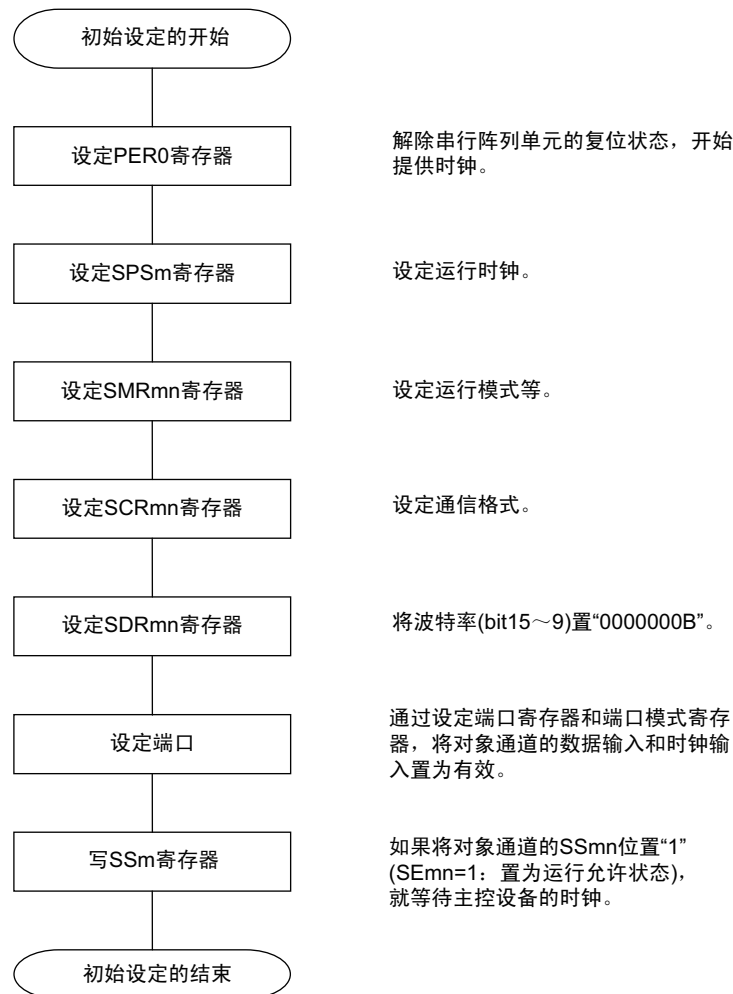 初始设定的开始
设定PER0寄存器
解除串行阵列单元的复位状态，开始
提供时钟。
设定SPSm寄存器
设定运行时钟。
设定SMRmn寄存器
设定运行模式等。
设定SCRmn寄存器
设定通信格式。
设定SDRmn寄存器
将波特率(bit15～9)置“0000000B”。
设定端口
通过设定端口寄存器和端口模式寄存
器，将对象通道的数据输入和时钟输
入置为有效。
写SSm寄存器
如果将对象通道的SSmn位置“1”
(SEmn=1：置为运行允许状态)，
就等待主控设备的时钟。
初始设定的结束